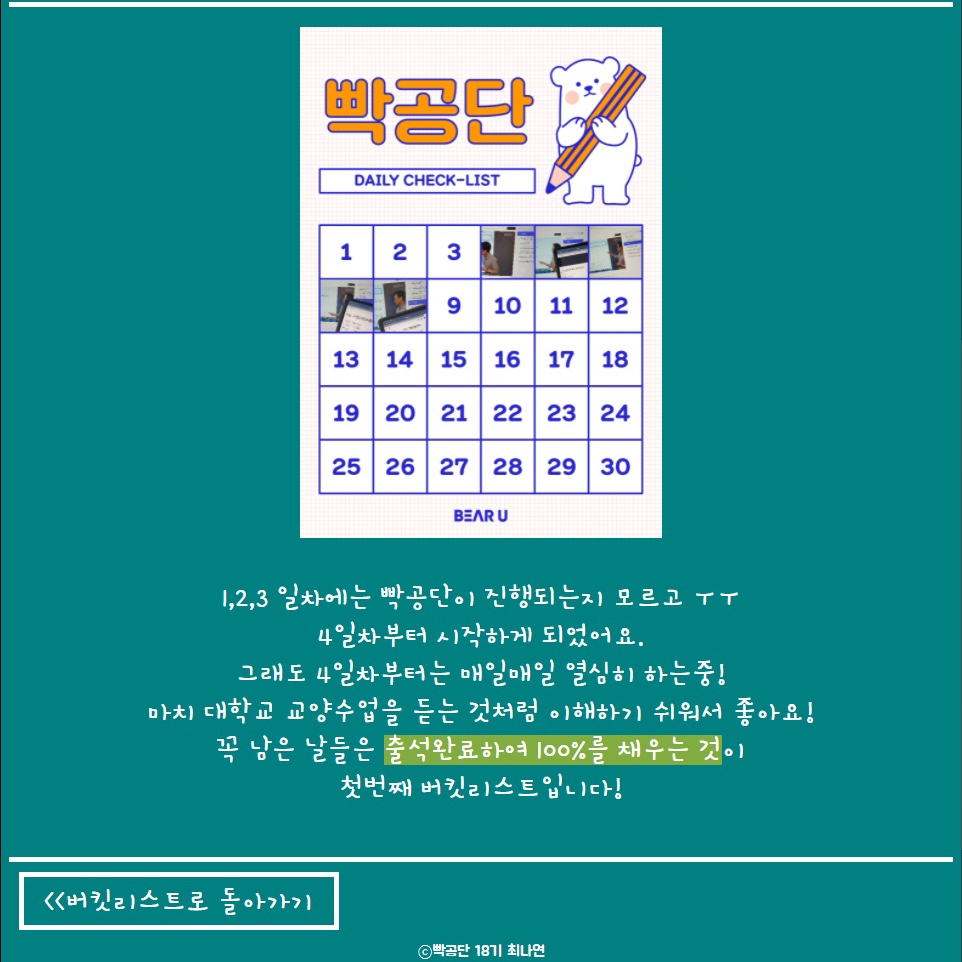 빡공단
DAILY CHECK-LIST
1 2 3
9 10 11 12
13 14 15 16 17 18
19 20 21 22 23 24
25 26 27 28 29 30
BEAR U
1,2,3 일차에는 빡공단이 진행되는지 모르고 ㅜㅜ
4일차부터 시작하게 되었어요.
그래도 4일차부터는 매일매일 열심히 하는중!
마치 대학교 교양수업을 듣는 것처럼 이해하기 쉬워서 좋아요!
꼭 남은 날들은 출석완료하여 100%를 채우는 것이
첫번째 버킷리스트입니다!
<<버킷리스트로 돌아가기
ⓒ빡공단 18기 최나연